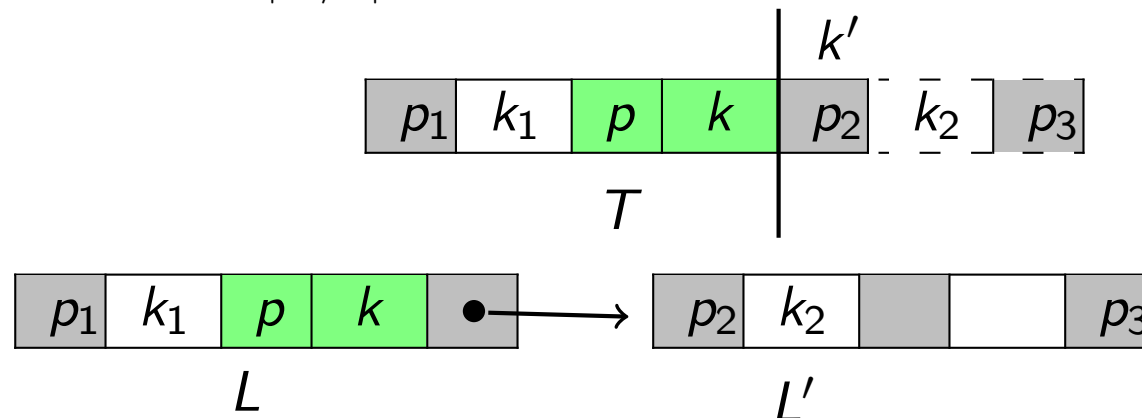 k′
p₁ k₁ p k p₂ k₂ p₃
T
p₁ k₁ p k p₂ k₂ p₃
L L′